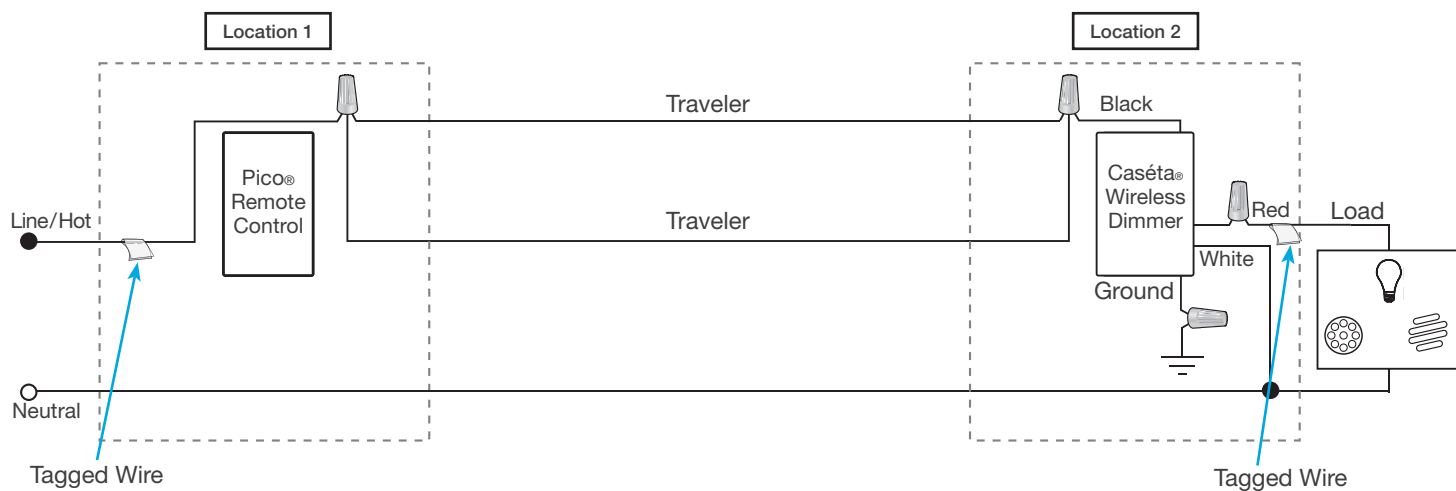 Location 1
Location 2
Traveler
Black
Pico®
Remote
Control
Caséta®
Wireless
Dimmer
Line/Hot
Traveler
Red
Load
White
Ground
Neutral
Tagged Wire
Tagged Wire